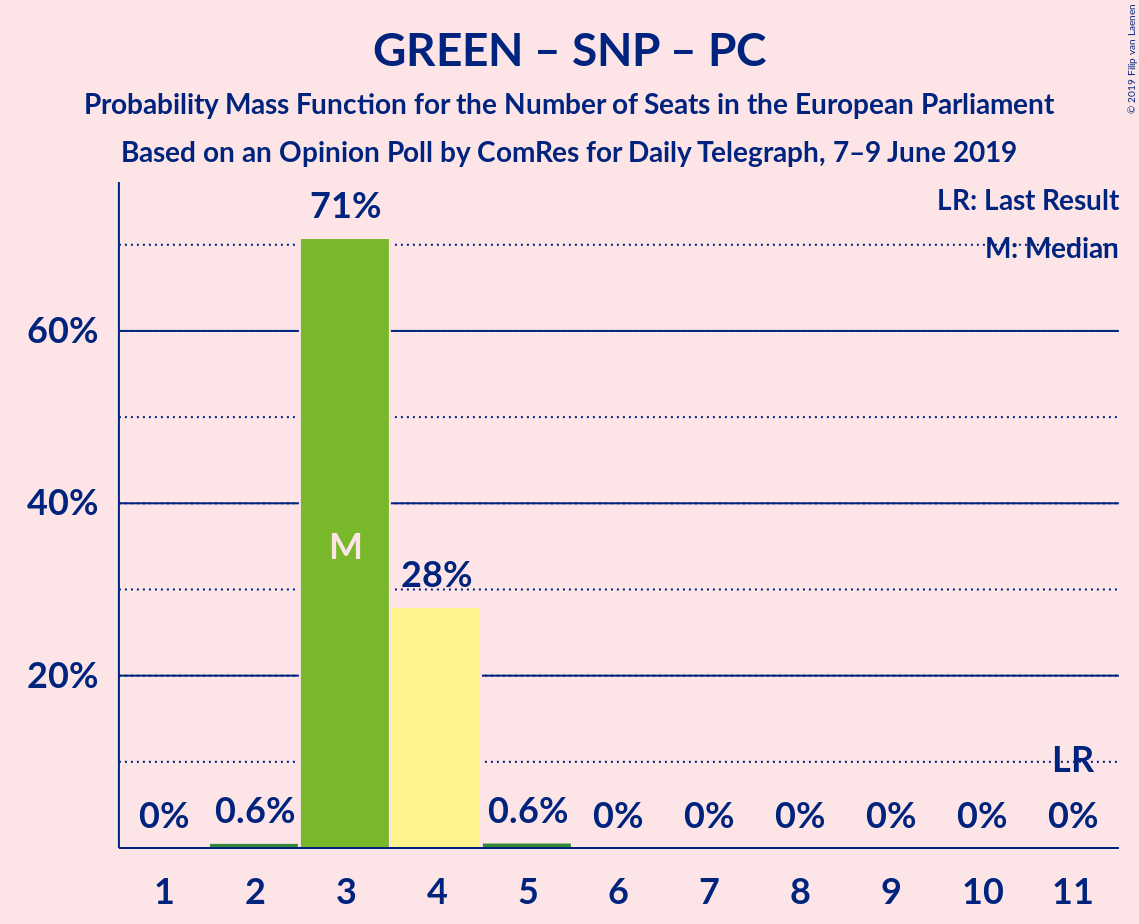 GREEN – SNP – PC
Probability Mass Function for the Number of Seats in the European Parliament
Based on an Opinion Poll by ComRes for Daily Telegraph, 7–9 June 2019
© 2019 Filip van Laenen
LR: Last Result
M: Median
71%
60%
40%
M
28%
20%
LR
0% 0.6% 0.6% 0% 0% 0% 0% 0% 0%
1 2 3 4 5 6 7 8 9 10 11